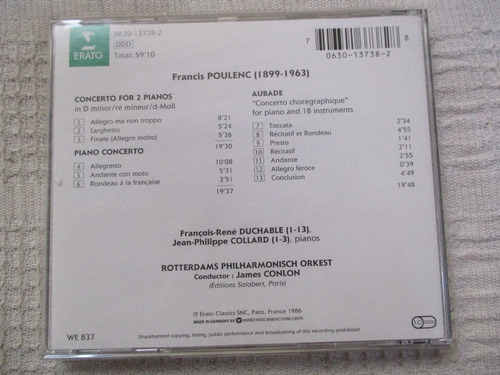 ERATO
0630-13738-2
DDD
Total: 59'10
7 8
0630-13738-2
Francis POULENC (1899-1963)
CONCERTO FOR 2 PIANOS
in D minor/ré mineur/d-Moll
1 Allegro ma non troppo 8'21
2 Larghetto 5'24
3 Finale (Allegro molto) 5'36
19'30
PIANO CONCERTO
4 Allegretto 10'08
5 Andante con moto 5'31
6 Rondeau à la française 3'51
19'37
AUBADE
"Concerto chorégraphique"
for piano and 18 instruments
7 Toccata 2'34
8 Récitatif et Rondeau 4'55
9 Presto 1'41
10 Récitatif 2'11
11 Andante 2'55
12 Allegro feroce 0'39
13 Conclusion 4'49
19'48
François-René DUCHABLE (1-13),
Jean-Philippe COLLARD (1-3), pianos
ROTTERDAMS PHILHARMONISCH ORKEST
Conductor : James CONLON
(Éditions Salabert, Paris)
℗ Erato Classics SNC, Paris, France 1986
MADE IN GERMANY BY WARNER MUSIC MANUFACTURING EUROPE
WE 837
Unauthorised copying, hiring, public performance and broadcasting of this recording prohibited